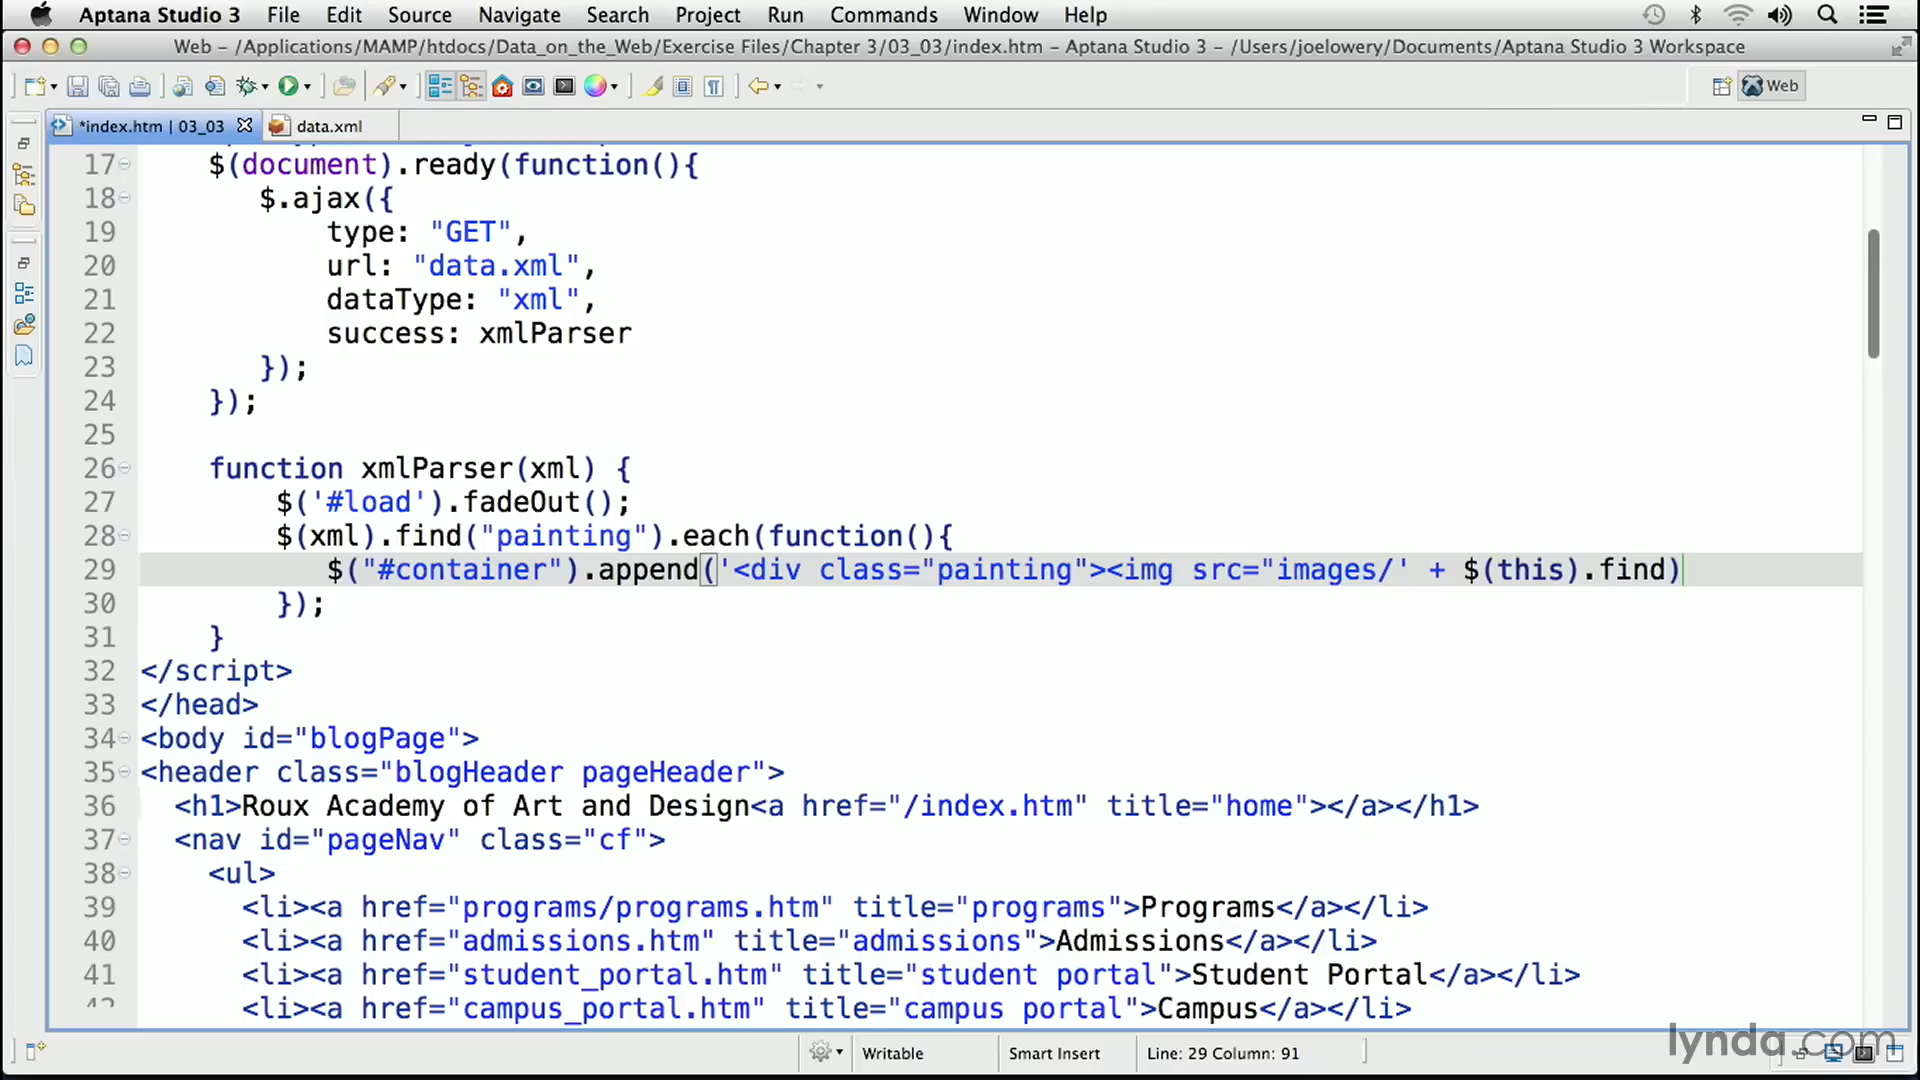 Aptana Studio 3 File Edit Source Navigate Search Project Run Commands Window Help
Web - /Applications/MAMP/htdocs/Data_on_the_Web/Exercise Files/Chapter 3/03_03/index.htm - Aptana Studio 3 - /Users/joelowery/Documents/Aptana Studio 3 Workspace
Web
*index.htm | 03_03 data.xml
17 $(document).ready(function(){
18 $.ajax({
19 type: "GET",
20 url: "data.xml",
21 dataType: "xml",
22 success: xmlParser
23 });
24 });
25
26 function xmlParser(xml) {
27 $('#load').fadeOut();
28 $(xml).find("painting").each(function(){
29 $("#container").append('<div class="painting"><img src="images/' + $(this).find)
30 });
31 }
32 </script>
33 </head>
34 <body id="blogPage">
35 <header class="blogHeader pageHeader">
36 <h1>Roux Academy of Art and Design<a href="/index.htm" title="home"></a></h1>
37 <nav id="pageNav" class="cf">
38 <ul>
39 <li><a href="programs/programs.htm" title="programs">Programs</a></li>
40 <li><a href="admissions.htm" title="admissions">Admissions</a></li>
41 <li><a href="student_portal.htm" title="student portal">Student Portal</a></li>
42 <li><a href="campus_portal.htm" title="campus portal">Campus</a></li>
Writable Smart Insert Line: 29 Column: 91
lynda.com